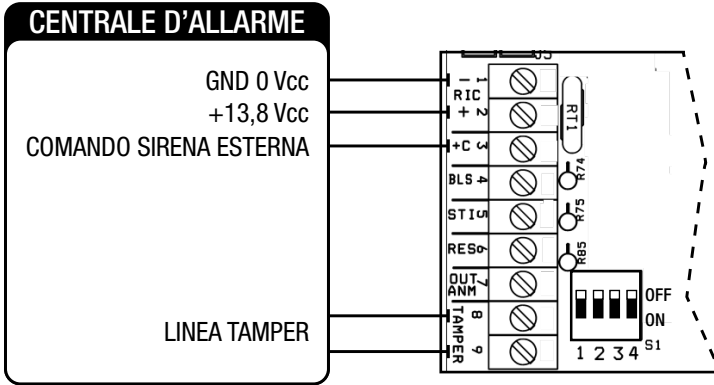 CENTRALE D'ALLARME
GND 0 Vcc
+13,8 Vcc
COMANDO SIRENA ESTERNA
LINEA TAMPER
J5
– 1
RIC
+ 2
+C 3
BLS 4
STI 5
RES 6
OUT 7
ANM
TAMPER
8
9
RT1
R74
R75
R85
OFF
ON
S1
1 2 3 4